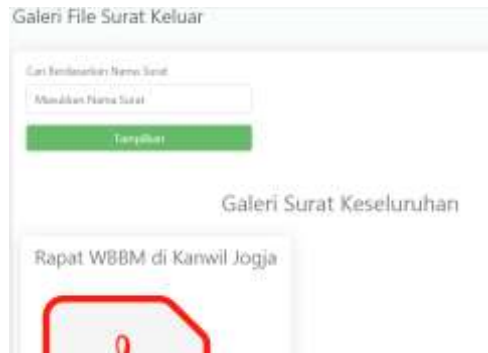 Galeri File Surat Keluar
Cari Berdasarkan Nama Surat
Masukkan Nama Surat
Tampilkan
Galeri Surat Keseluruhan
Rapat WBBM di Kanwil Jogja